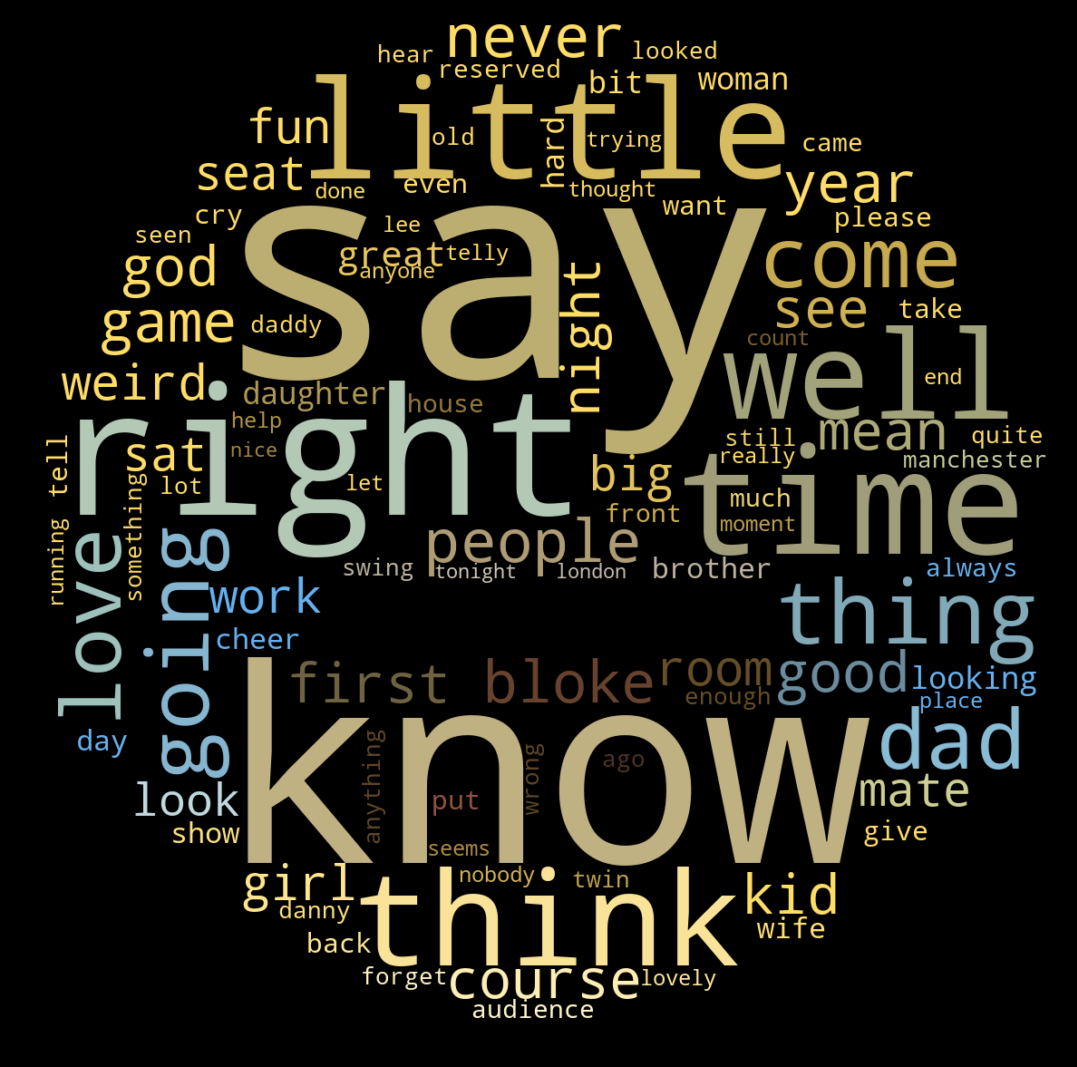 never
looked
hear
reserved
bit
woman
little
fun
old
hard
trying
came
seat
done
even
thought
year
cry
want
please
lee
seen
say
great
telly
come
god
anyone
night
see
take
game
daddy
count
well
weird
daughter
house
end
help
right
mean
still
quite
nice
sat
really
manchester
tell
lot
let
big
time
much
something
front
moment
running
people
love
going
swing
tonight
london
brother
always
work
thing
cheer
first
bloke
room
good
looking
enough
place
day
know
dad
anything
wrong
ago
look
put
mate
show
give
seems
girl
nobody
twin
think
kid
danny
wife
back
forget
course
lovely
audience